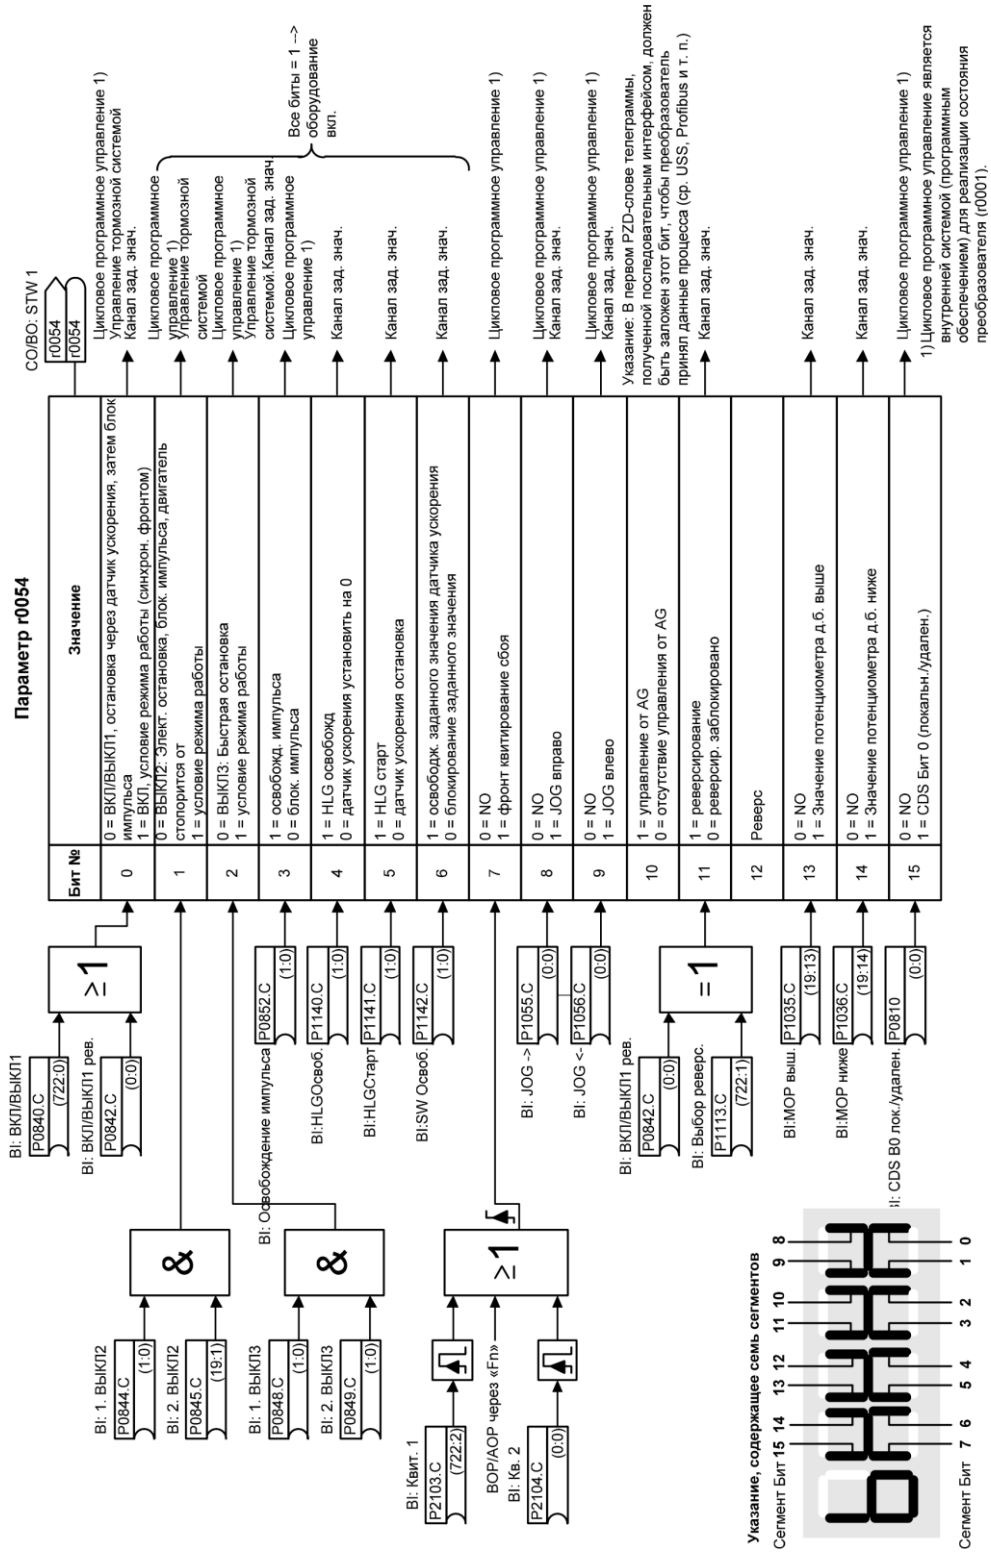 Параметр r0054
CO/BO: STW 1
r0054
r0054
Бит №
Значение
0
0 = ВКЛ/ВЫКЛ1, остановка через датчик ускорения, затем блок
импульса
1 = ВКЛ, условие режима работы (синхрон. фронтом)
1
0 = ВЫКЛ2: Элект. остановка, блок. импульса, двигатель
стопорится от
1 = условие режима работы
2
0 = ВЫКЛ3: Быстрая остановка
1 = условие режима работы
3
1 = освобожд. импульса
0 = блок. импульса
4
1 = HLG освобожд
0 = датчик ускорения установить на 0
5
1 = HLG старт
0 = датчик ускорения остановка
6
1 = освободж. заданного значения датчика ускорения
0 = блокирование заданного значения
7
0 = NO
1 = фронт квитирование сбоя
8
0 = NO
1 = JOG вправо
9
0 = NO
1 = JOG влево
10
1 = управление от AG
0 = отсутствие управления от AG
11
1 = реверсирование
0 = реверсир. заблокировано
12
Реверс
13
0 = NO
1 = Значение потенциометра д.б. выше
14
0 = NO
1 = Значение потенциометра д.б. ниже
15
0 = NO
1 = CDS Бит 0 (локальн./удален.)
Цикловое программное управление 1)
Управление тормозной системой
Канал зад. знач.
Цикловое программное
управление 1)
Управление тормозной
системой
Цикловое программное
управление 1)
Управление тормозной
системой.Канал зад. знач.
Цикловое программное
управление 1)
Канал зад. знач.
Канал зад. знач.
Канал зад. знач.
Все биты = 1 -->
оборудование
вкл.
Цикловое программное управление 1)
Цикловое программное управление 1)
Канал зад. знач.
Цикловое программное управление 1)
Канал зад. знач.
Указание: В первом PZD-слове телеграммы,
полученной последовательным интерфейсом, должен
быть заложен этот бит, чтобы преобразователь
принял данные процесса (ср. USS, Profibus и т. п.)
Канал зад. знач.
Канал зад. знач.
Канал зад. знач.
Цикловое программное управление 1)
1) Цикловое программное управление является
внутренней системой (программным
обеспечением) для реализации состояния
преобразователя (r0001).
BI: ВКЛ/ВЫКЛ1
P0840.C
(722:0)
BI: ВКЛ/ВЫКЛ1 рев.
P0842.C
(0:0)
≥1
BI: 1. ВЫКЛ2
P0844.C
(1:0)
BI: 2. ВЫКЛ2
P0845.C
(19:1)
&
BI: 1. ВЫКЛ3
P0848.C
(1:0)
BI: 2. ВЫКЛ3
P0849.C
(1:0)
&
BI: Освобождение импульса
P0852.C
(1:0)
BI:HLGОсвоб.
P1140.C
(1:0)
BI:HLGСтарт
P1141.C
(1:0)
BI:SW Освоб.
P1142.C
(1:0)
BI: Квит. 1
P2103.C
(722:2)
BOP/AOP через «Fn»
BI: Кв. 2
P2104.C
(0:0)
≥1
BI: JOG ->
P1055.C
(0:0)
BI: JOG <-
P1056.C
(0:0)
BI: ВКЛ/ВЫКЛ1 рев.
P0842.C
(0:0)
BI: Выбор реверс.
P1113.C
(722:1)
=1
BI:MOP выш.
P1035.C
(19:13)
BI:MOP ниже
P1036.C
(19:14)
BI: CDS B0 лок./удален.
P0810
(0:0)
Указание, содержащее семь сегментов
Сегмент Бит 15 14 13 12 11 10 9 8
Сегмент Бит 7 6 5 4 3 2 1 0